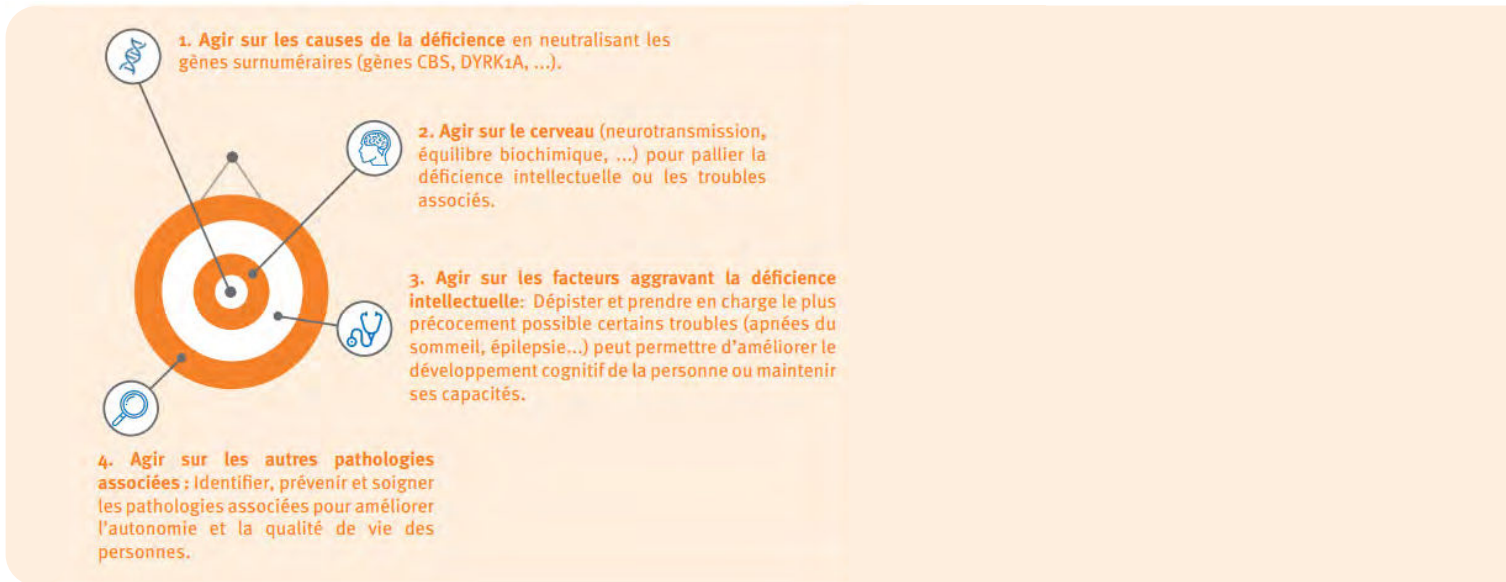 1. Agir sur les causes de la déficience en neutralisant les
gènes surnuméraires (gènes CBS, DYRK1A, ...).
2. Agir sur le cerveau (neurotransmission,
équilibre biochimique, ...) pour pallier la
déficience intellectuelle ou les troubles
associés.
3. Agir sur les facteurs aggravant la déficience
intellectuelle: Dépister et prendre en charge le plus
précocement possible certains troubles (apnées du
sommeil, épilepsie...) peut permettre d'améliorer le
développement cognitif de la personne ou maintenir
ses capacités.
4. Agir sur les autres pathologies
associées : Identifier, prévenir et soigner
les pathologies associées pour améliorer
l'autonomie et la qualité de vie des
personnes.